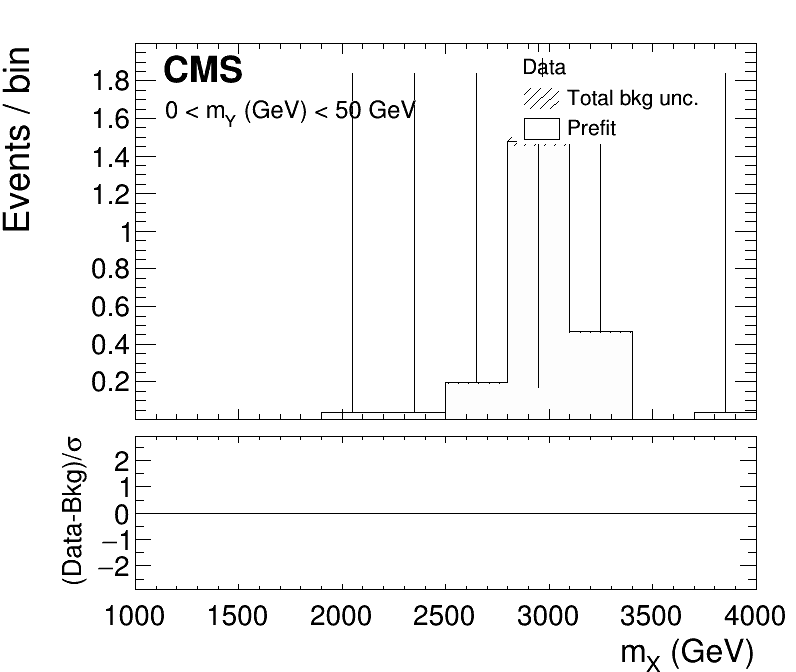 CMS
0 < mY (GeV) < 50 GeV
Data
Total bkg unc.
Prefit
Events / bin
1.8
1.6
1.4
1.2
1
0.8
0.6
0.4
0.2
(Data-Bkg)/σ
2
1
0
−1
−2
1000 1500 2000 2500 3000 3500 4000
mX (GeV)